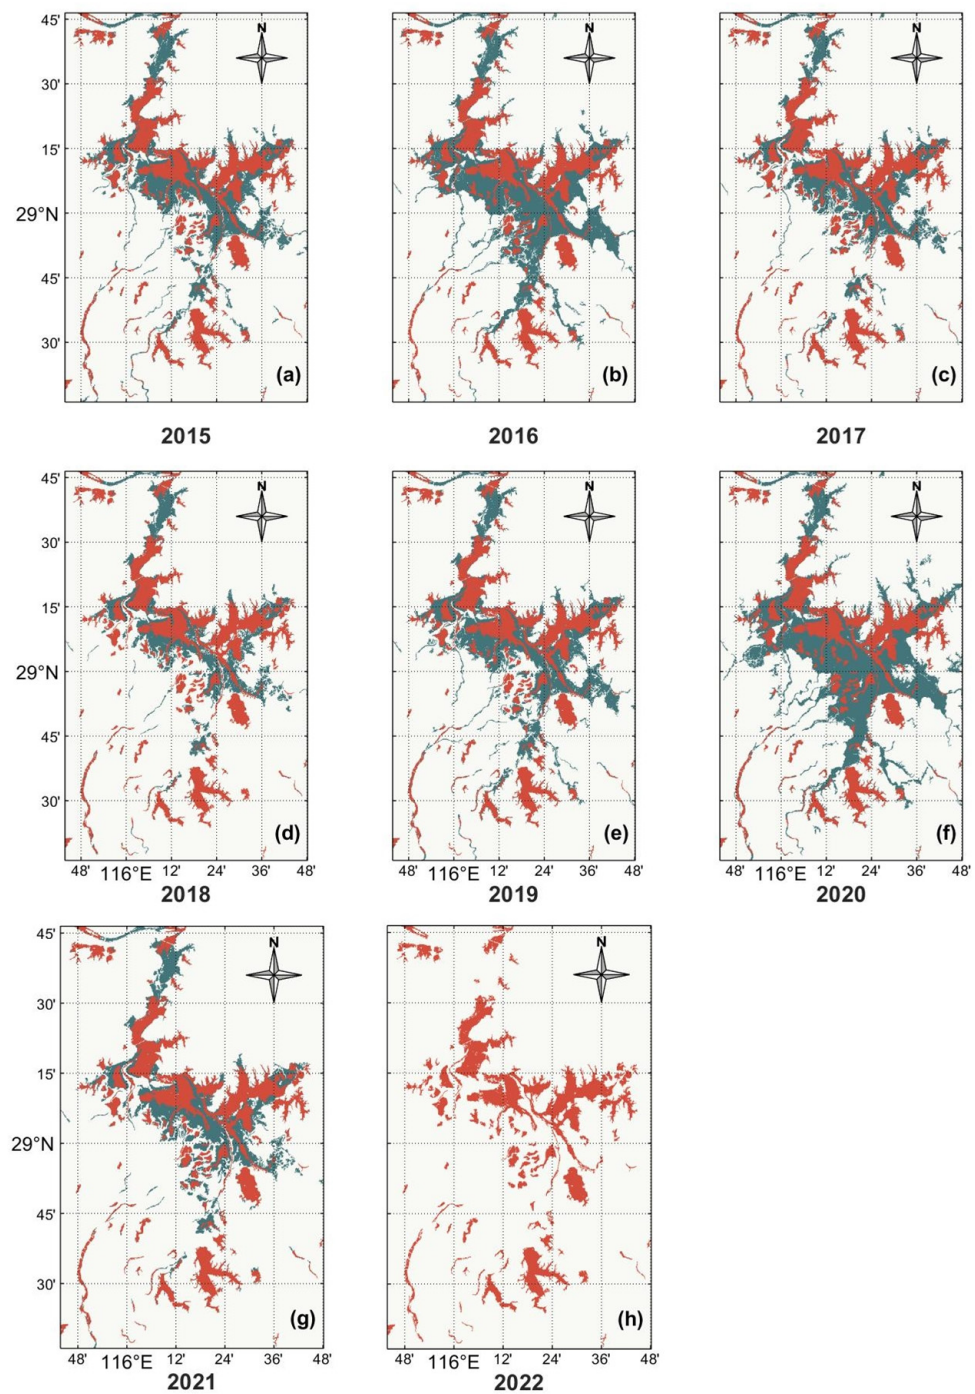 45'
N
N
N
30'
15'
29°N
45'
30'
(a)
(b)
(c)
2015
2016
2017
45'
N
N
N
30'
15'
29°N
45'
30'
(d)
(e)
(f)
48' 116°E 12' 24' 36' 48'
48' 116°E 12' 24' 36' 48'
48' 116°E 12' 24' 36' 48'
2018
2019
2020
45'
N
N
30'
15'
29°N
45'
30'
(g)
(h)
48' 116°E 12' 24' 36' 48'
48' 116°E 12' 24' 36' 48'
2021
2022